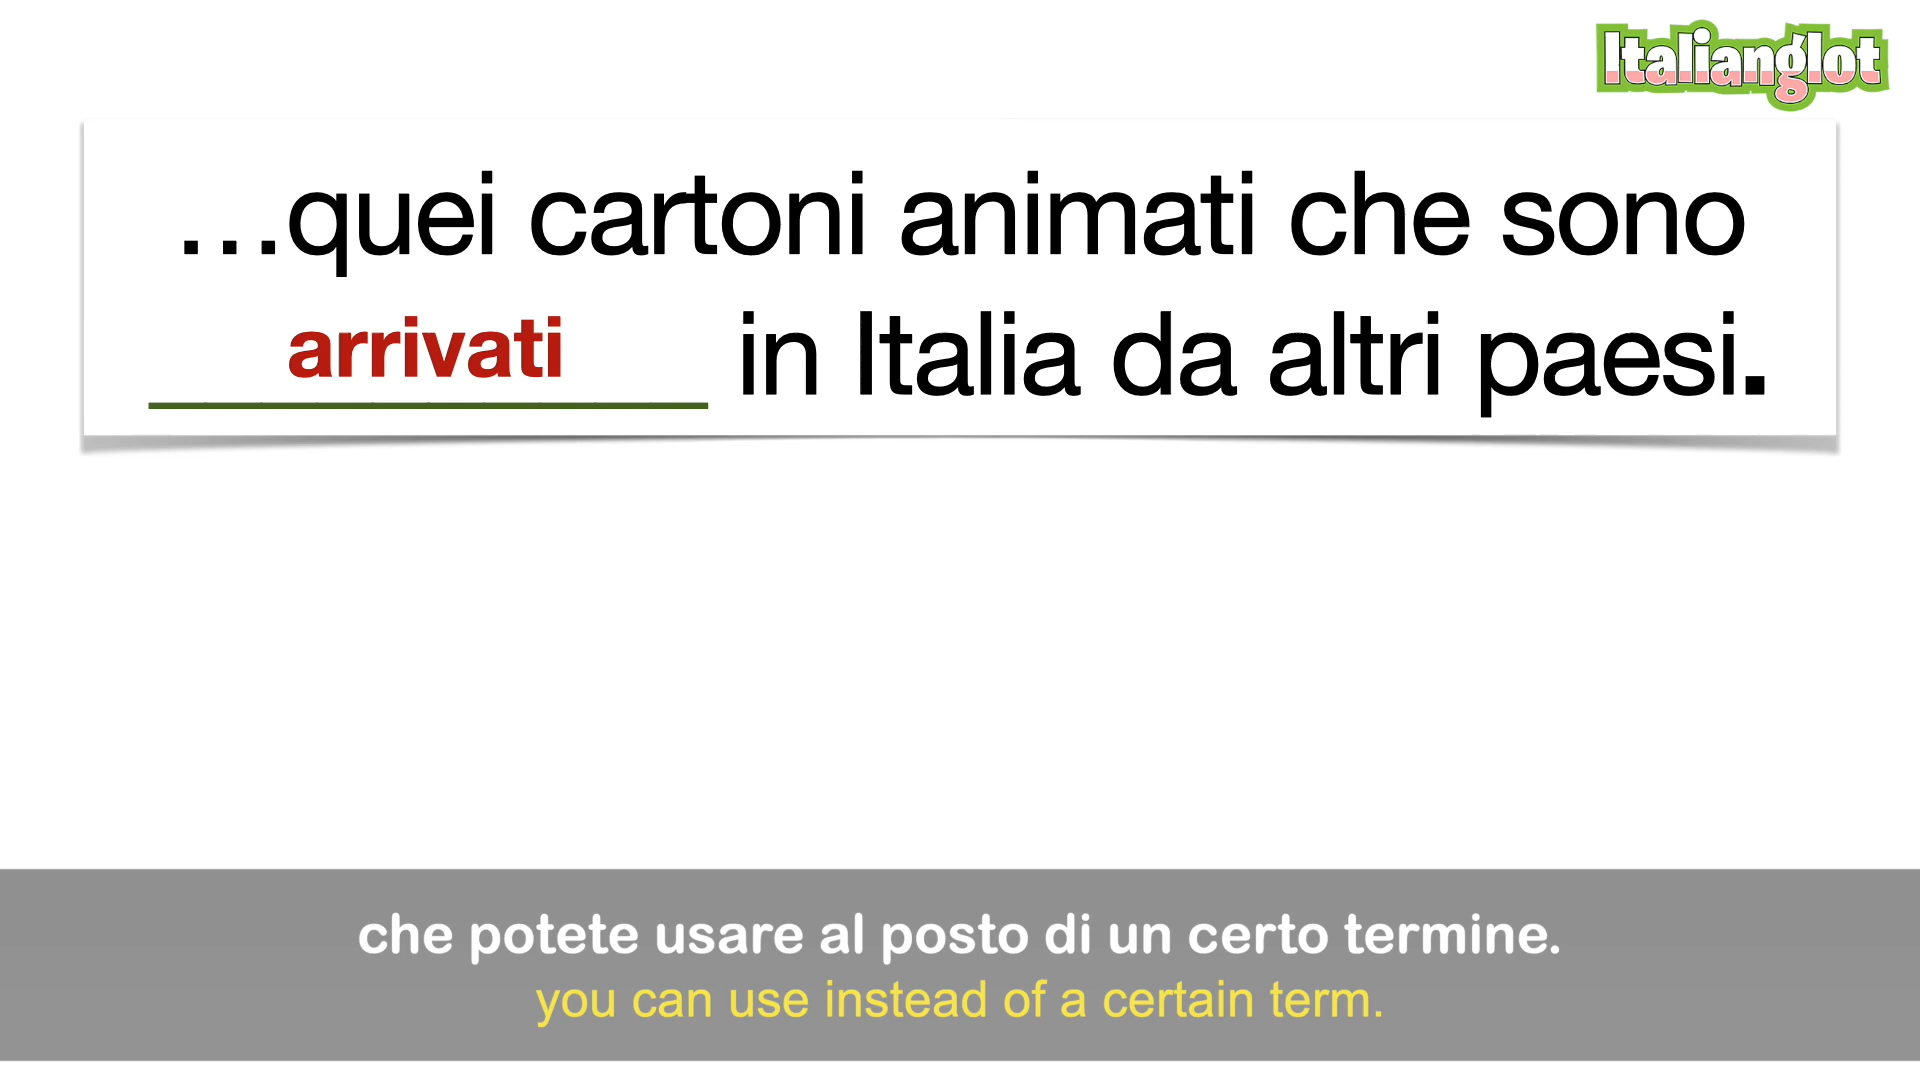 Italianglot
…quei cartoni animati che sono
arrivati in Italia da altri paesi.
che potete usare al posto di un certo termine.
you can use instead of a certain term.